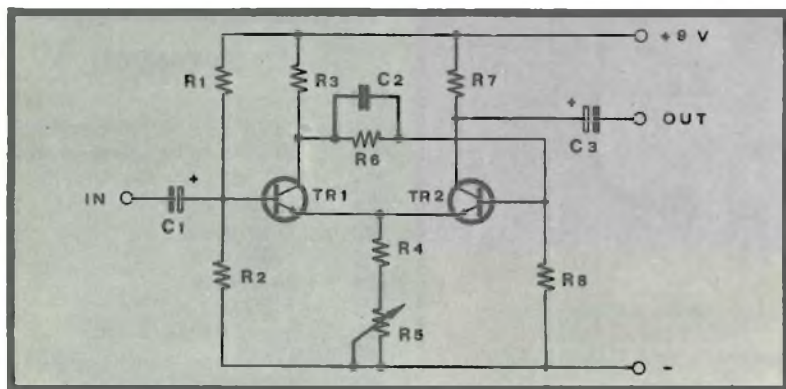 +9 V
R1
R3
C2
R7
+
OUT
R6
C3
+
IN
TR1
TR2
C1
R4
R2
R8
R5
-